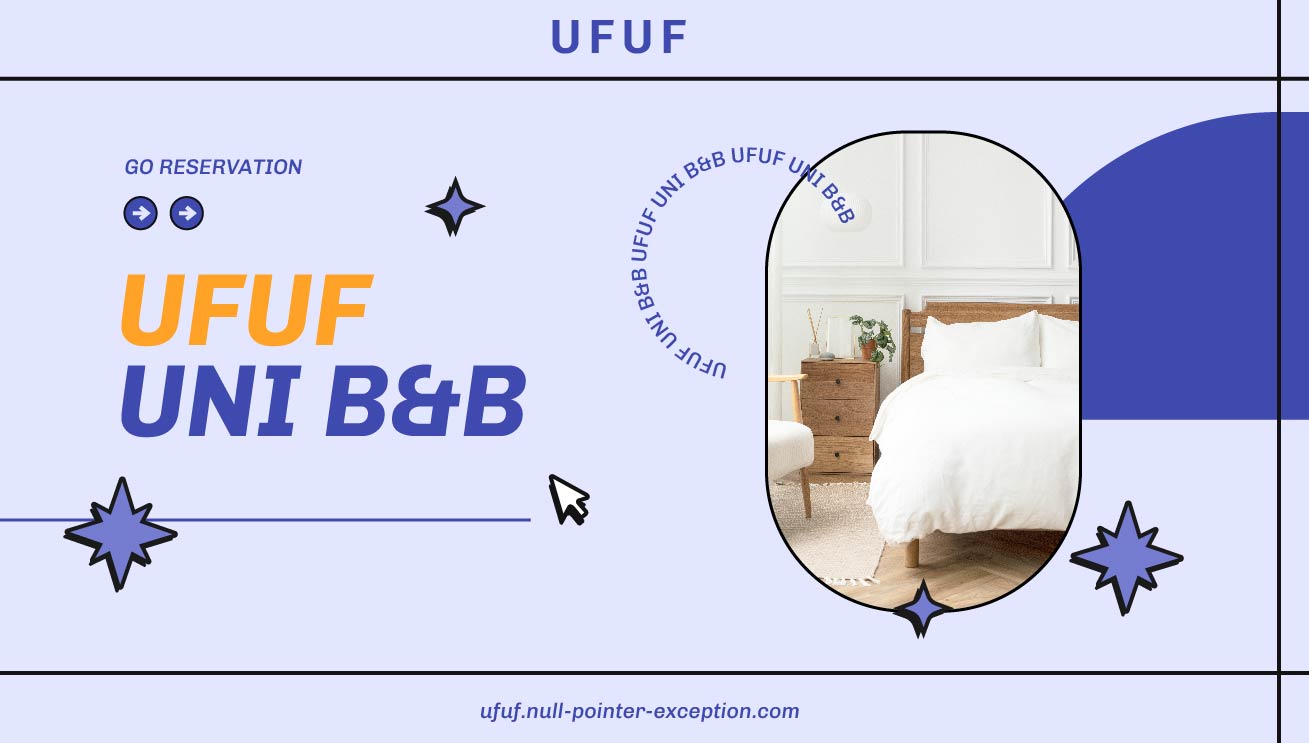 UFUF
GO RESERVATION
UFUF
UNI B&B
UFUF UNI B&B UFUF UNI B&B UFUF UNI B&B
ufuf.null-pointer-exception.com